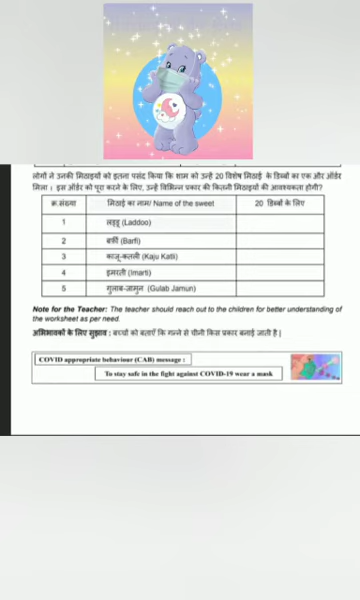 लोगों ने उनकी मिठाइयों को इतना पसंद किया कि शाम को उन्हें 20 विशेष मिठाई के डिब्बों का एक और ऑर्डर
मिला । इस ऑर्डर को पूरा करने के लिए, उन्हें विभिन्न प्रकार की कितनी मिठाइयों की आवश्यकता होगी?
क्र.संख्या मिठाई का नाम/ Name of the sweet 20 डिब्बों के लिए
1 लड्डू (Laddoo)
2 बर्फी (Barfi)
3 काजू-कतली (Kaju Katli)
4 इमरती (Imarti)
5 गुलाब-जामुन (Gulab Jamun)
Note for the Teacher: The teacher should reach out to the children for better understanding of
the worksheet as per need.
अभिभावकों के लिए सुझाव : बच्चों को बताएँ कि गन्ने से चीनी किस प्रकार बनाई जाती है |
COVID appropriate behaviour (CAB) message :
To stay safe in the fight against COVID-19 wear a mask